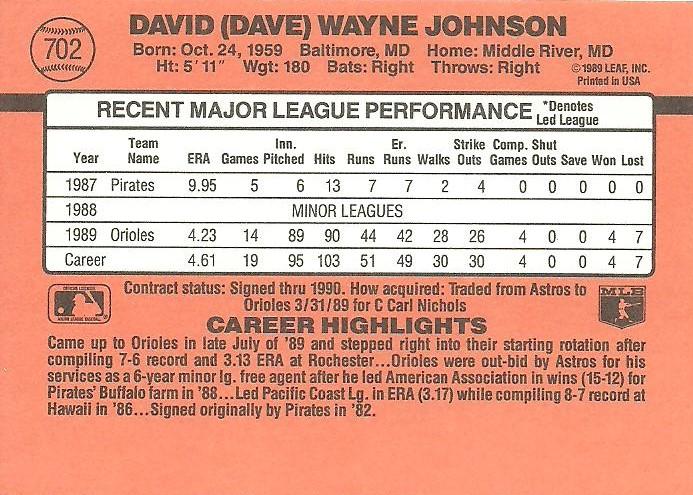 702
DAVID (DAVE) WAYNE JOHNSON
Born: Oct. 24, 1959 Baltimore, MD Home: Middle River, MD
Ht: 5' 11" Wgt: 180 Bats: Right Throws: Right
©1989 LEAF, INC.
Printed in USA
RECENT MAJOR LEAGUE PERFORMANCE *Denotes Led League
Year Team Name ERA Games Inn. Pitched Hits Runs Er. Runs Walks Strike Outs Comp. Games Shut Outs Save Won Lost
1987 Pirates 9.95 5 6 13 7 7 2 4 0 0 0 0 0
1988 MINOR LEAGUES
1989 Orioles 4.23 14 89 90 44 42 28 26 4 0 0 4 7
Career 4.61 19 95 103 51 49 30 30 4 0 0 4 7
Contract status: Signed thru 1990. How acquired: Traded from Astros to
Orioles 3/31/89 for C Carl Nichols
MLB
CAREER HIGHLIGHTS
Came up to Orioles in late July of '89 and stepped right into their starting rotation after
compiling 7-6 record and 3.13 ERA at Rochester...Orioles were out-bid by Astros for his
services as a 6-year minor lg. free agent after he led American Association in wins (15-12) for
Pirates' Buffalo farm in '88...Led Pacific Coast Lg. in ERA (3.17) while compiling 8-7 record at
Hawaii in '86...Signed originally by Pirates in '82.